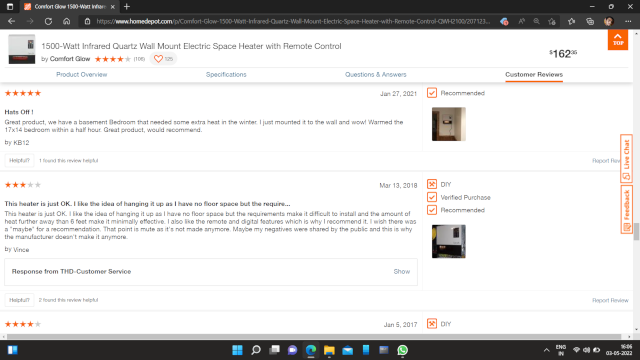 Comfort Glow 1500-Watt Infrared
https://www.homedepot.com/p/Comfort-Glow-1500-Watt-Infrared-Quartz-Wall-Mount-Electric-Space-Heater-with-Remote-Control-QWH2100/207123...
1500-Watt Infrared Quartz Wall Mount Electric Space Heater with Remote Control
by Comfort Glow (106) 125
$162 35
TOP
Product Overview Specifications Questions & Answers Customer Reviews
Jan 27, 2021 Recommended
Hats Off !
Great product, we have a basement Bedroom that needed some extra heat in the winter. I just mounted it to the wall and wow! Warmed the
17x14 bedroom within a half hour. Great product, would recommend.
by KB12
Helpful? 1 found this review helpful Report Review
Live Chat
Feedback
Mar 13, 2018 DIY
Verified Purchase
Recommended
This heater is just OK. I like the idea of hanging it up as I have no floor space but the require...
This heater is just OK. I like the idea of hanging it up as I have no floor space but the requirements make it difficult to install and the amount of
heat further away than 6 feet make it minimally effective. I also like the remote and digital features which is why I recommend it. I wish there was
a "maybe" for a recommendation. That point is mute as it's not made anymore. Maybe my negatives were shared by the public and this is why
the manufacturer doesn't make it anymore.
by Vince
Response from THD-Customer Service Show
Helpful? 2 found this review helpful Report Review
Jan 5, 2017 DIY
ENG
IN
16:06
03-05-2022